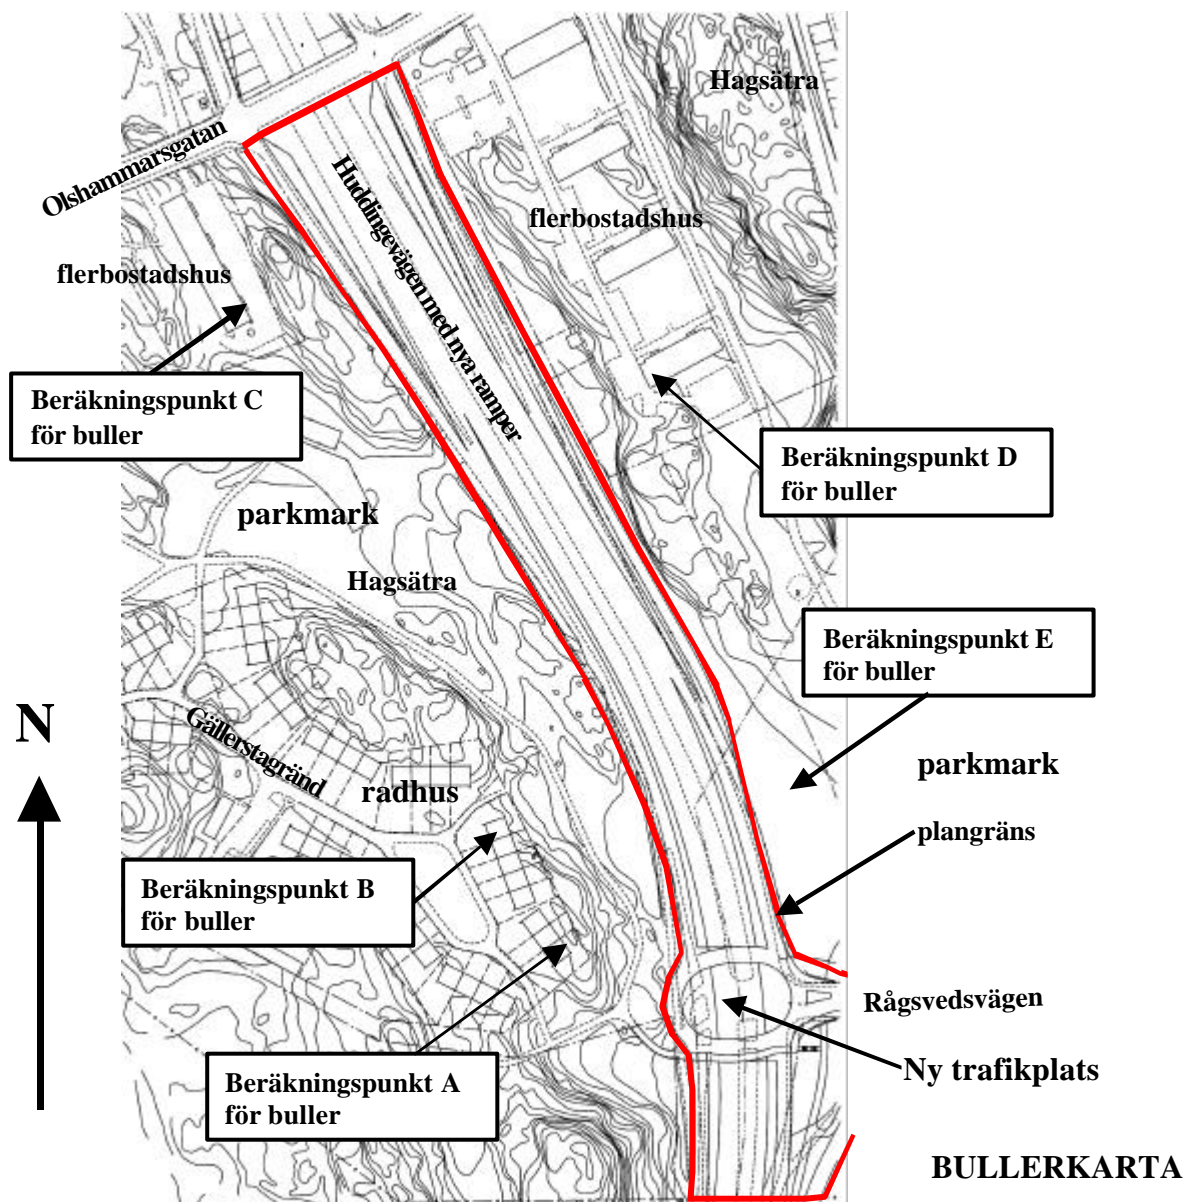 Hagsätra
Olshammarsgatan
Huddingevägen med nya ramper
flerbostadshus
flerbostadshus
Beräkningspunkt C
för buller
Beräkningspunkt D
för buller
parkmark
Hagsätra
Beräkningspunkt E
för buller
N
Gällerstagränd
parkmark
radhus
plangräns
Beräkningspunkt B
för buller
Rågsvedsvägen
Ny trafikplats
Beräkningspunkt A
för buller
BULLERKARTA